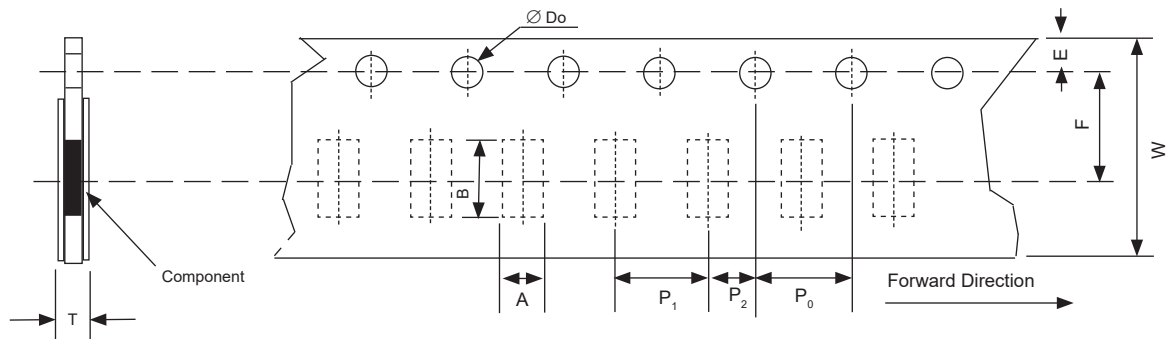 ∅ Do
E
F
W
B
Component
A
P1
P2
P0
Forward Direction
T